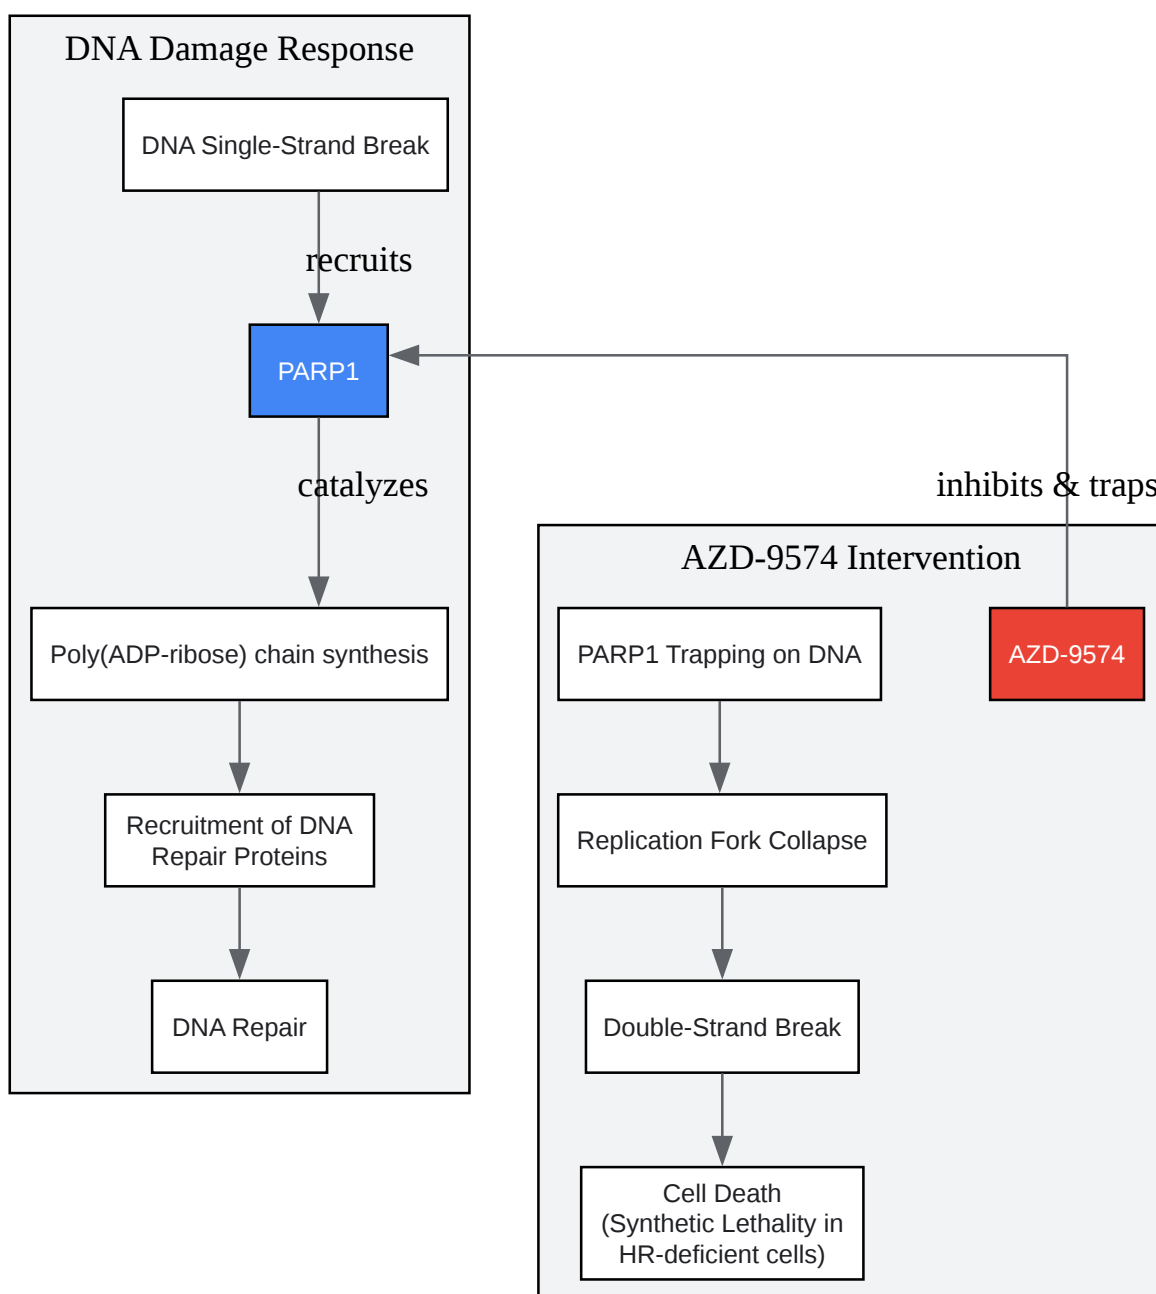 DNA Damage Response
DNA Single-Strand Break
recruits
PARP1
catalyzes
Poly(ADP-ribose) chain synthesis
Recruitment of DNA
Repair Proteins
DNA Repair
inhibits & traps
AZD-9574 Intervention
PARP1 Trapping on DNA
AZD-9574
Replication Fork Collapse
Double-Strand Break
Cell Death
(Synthetic Lethality in
HR-deficient cells)